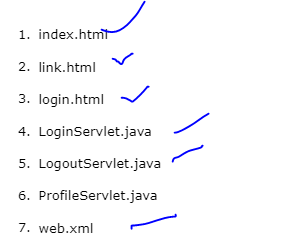 1. index.html
2. link.html
3. login.html
4. LoginServlet.java
5. LogoutServlet.java
6. ProfileServlet.java
7. web.xml